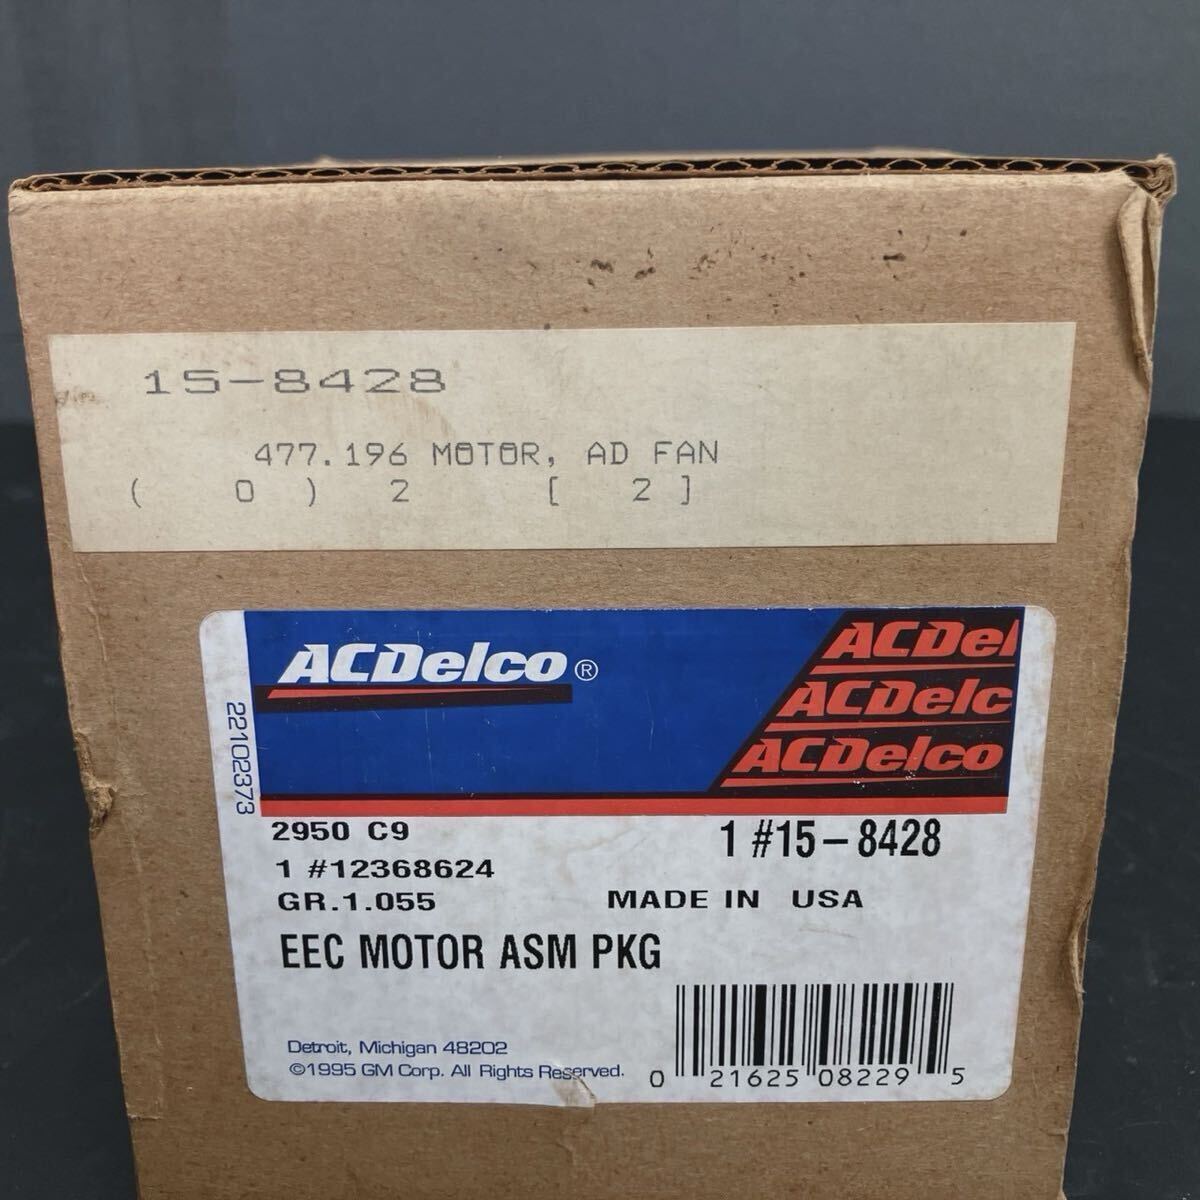 15-8428
477.196 MOTOR, AD FAN
( 0 ) 2 [ 2 ]
ACDelco®
ACDel
ACDelc
ACDelco
22102373
2950 C9
1 #15-8428
1 #12368624
GR.1.055
MADE IN USA
EEC MOTOR ASM PKG
Detroit, Michigan 48202
©1995 GM Corp. All Rights Reserved.
0 21625 08229 5